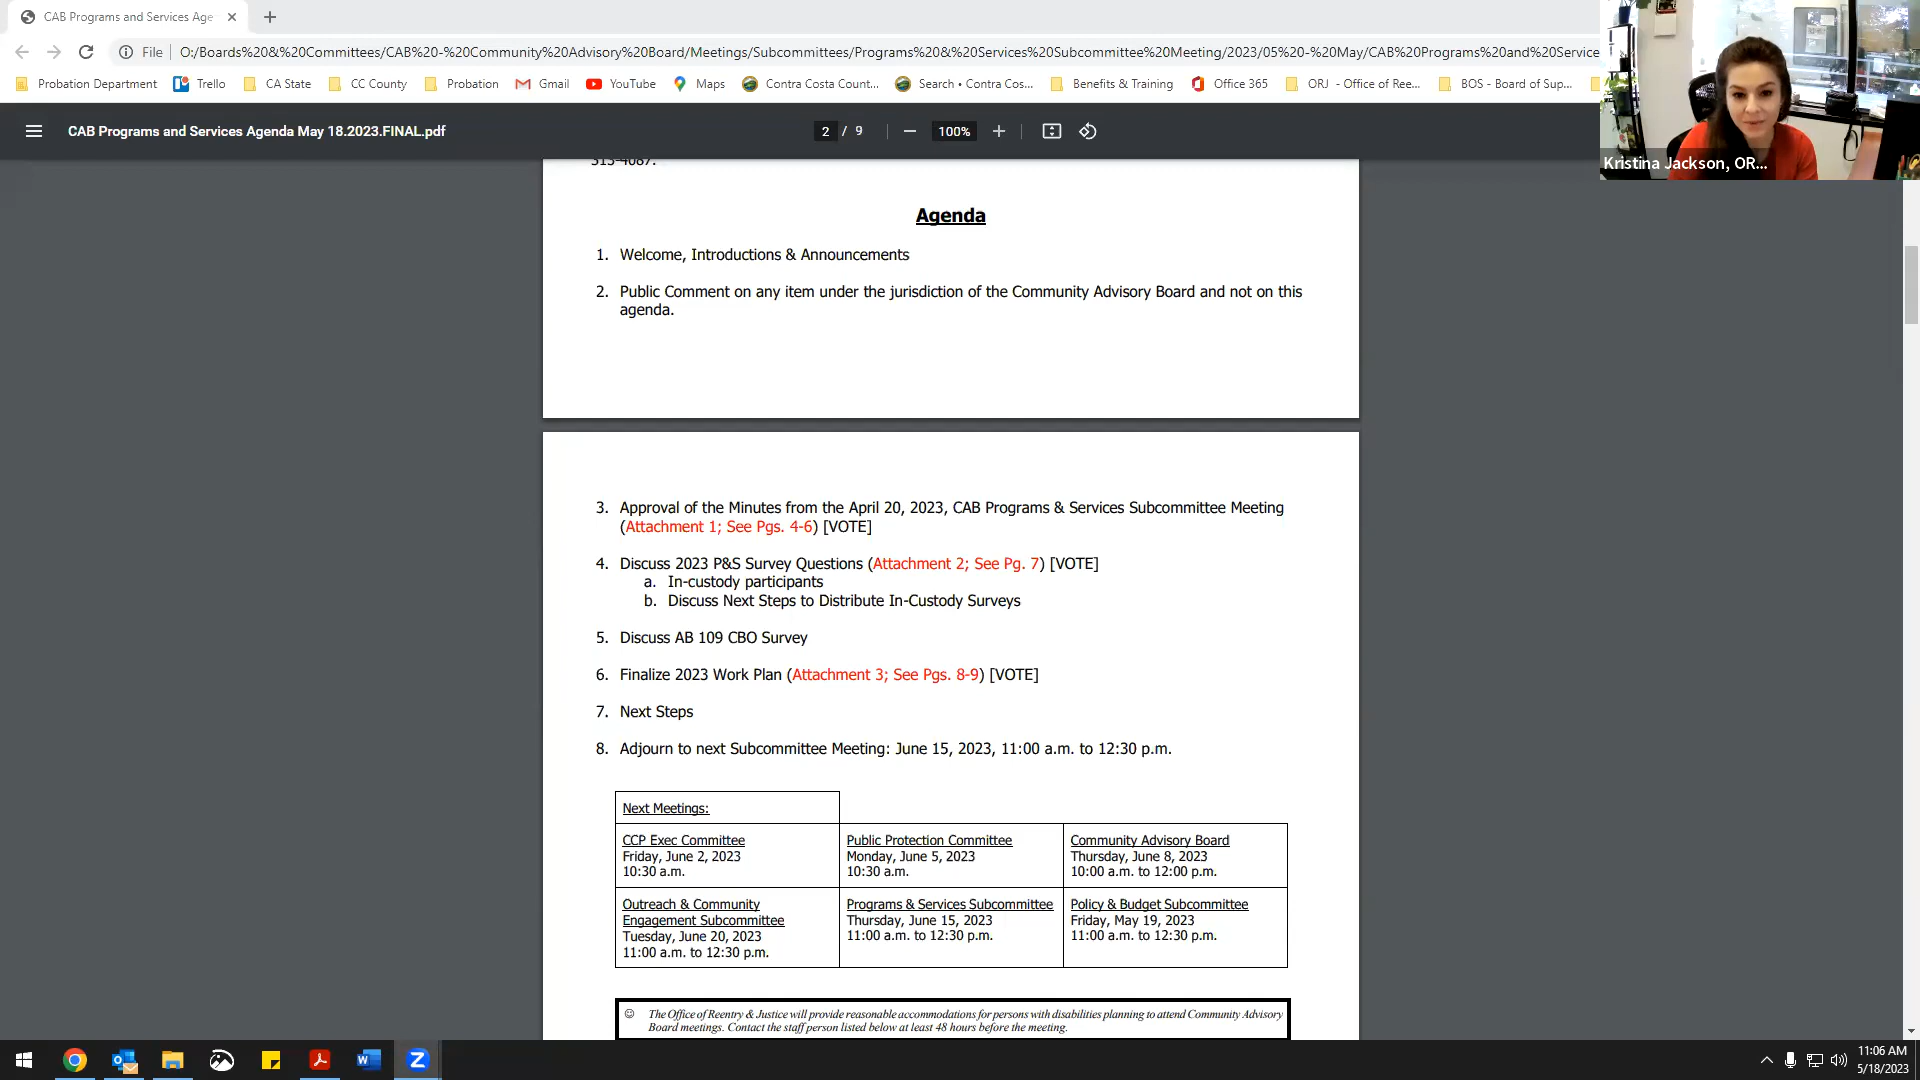 CAB Programs and Services Age
File
O:/Boards%20&%20Committees/CAB%20-%20Community%20Advisory%20Board/Meetings/Subcommittees/Programs%20&%20Services%20Subcommittee%20Meeting/2023/05%20-%20May/CAB%20Programs%20and%20Service
Probation Department
Trello
CA State
CC County
Probation
Gmail
YouTube
Maps
Contra Costa Count...
Search • Contra Cos...
Benefits & Training
Office 365
ORJ - Office of Ree...
BOS - Board of Sup...
CAB Programs and Services Agenda May 18.2023.FINAL.pdf
2 / 9
100%
Kristina Jackson, OR...
313-4087.
Agenda
1. Welcome, Introductions & Announcements
2. Public Comment on any item under the jurisdiction of the Community Advisory Board and not on this
agenda.
3. Approval of the Minutes from the April 20, 2023, CAB Programs & Services Subcommittee Meeting
(Attachment 1; See Pgs. 4-6) [VOTE]
4. Discuss 2023 P&S Survey Questions (Attachment 2; See Pg. 7) [VOTE]
a. In-custody participants
b. Discuss Next Steps to Distribute In-Custody Surveys
5. Discuss AB 109 CBO Survey
6. Finalize 2023 Work Plan (Attachment 3; See Pgs. 8-9) [VOTE]
7. Next Steps
8. Adjourn to next Subcommittee Meeting: June 15, 2023, 11:00 a.m. to 12:30 p.m.
Next Meetings:
CCP Exec Committee
Friday, June 2, 2023
10:30 a.m.
Public Protection Committee
Monday, June 5, 2023
10:30 a.m.
Community Advisory Board
Thursday, June 8, 2023
10:00 a.m. to 12:00 p.m.
Outreach & Community
Engagement Subcommittee
Tuesday, June 20, 2023
11:00 a.m. to 12:30 p.m.
Programs & Services Subcommittee
Thursday, June 15, 2023
11:00 a.m. to 12:30 p.m.
Policy & Budget Subcommittee
Friday, May 19, 2023
11:00 a.m. to 12:30 p.m.
☺ The Office of Reentry & Justice will provide reasonable accommodations for persons with disabilities planning to attend Community Advisory
Board meetings. Contact the staff person listed below at least 48 hours before the meeting.
11:06 AM
5/18/2023